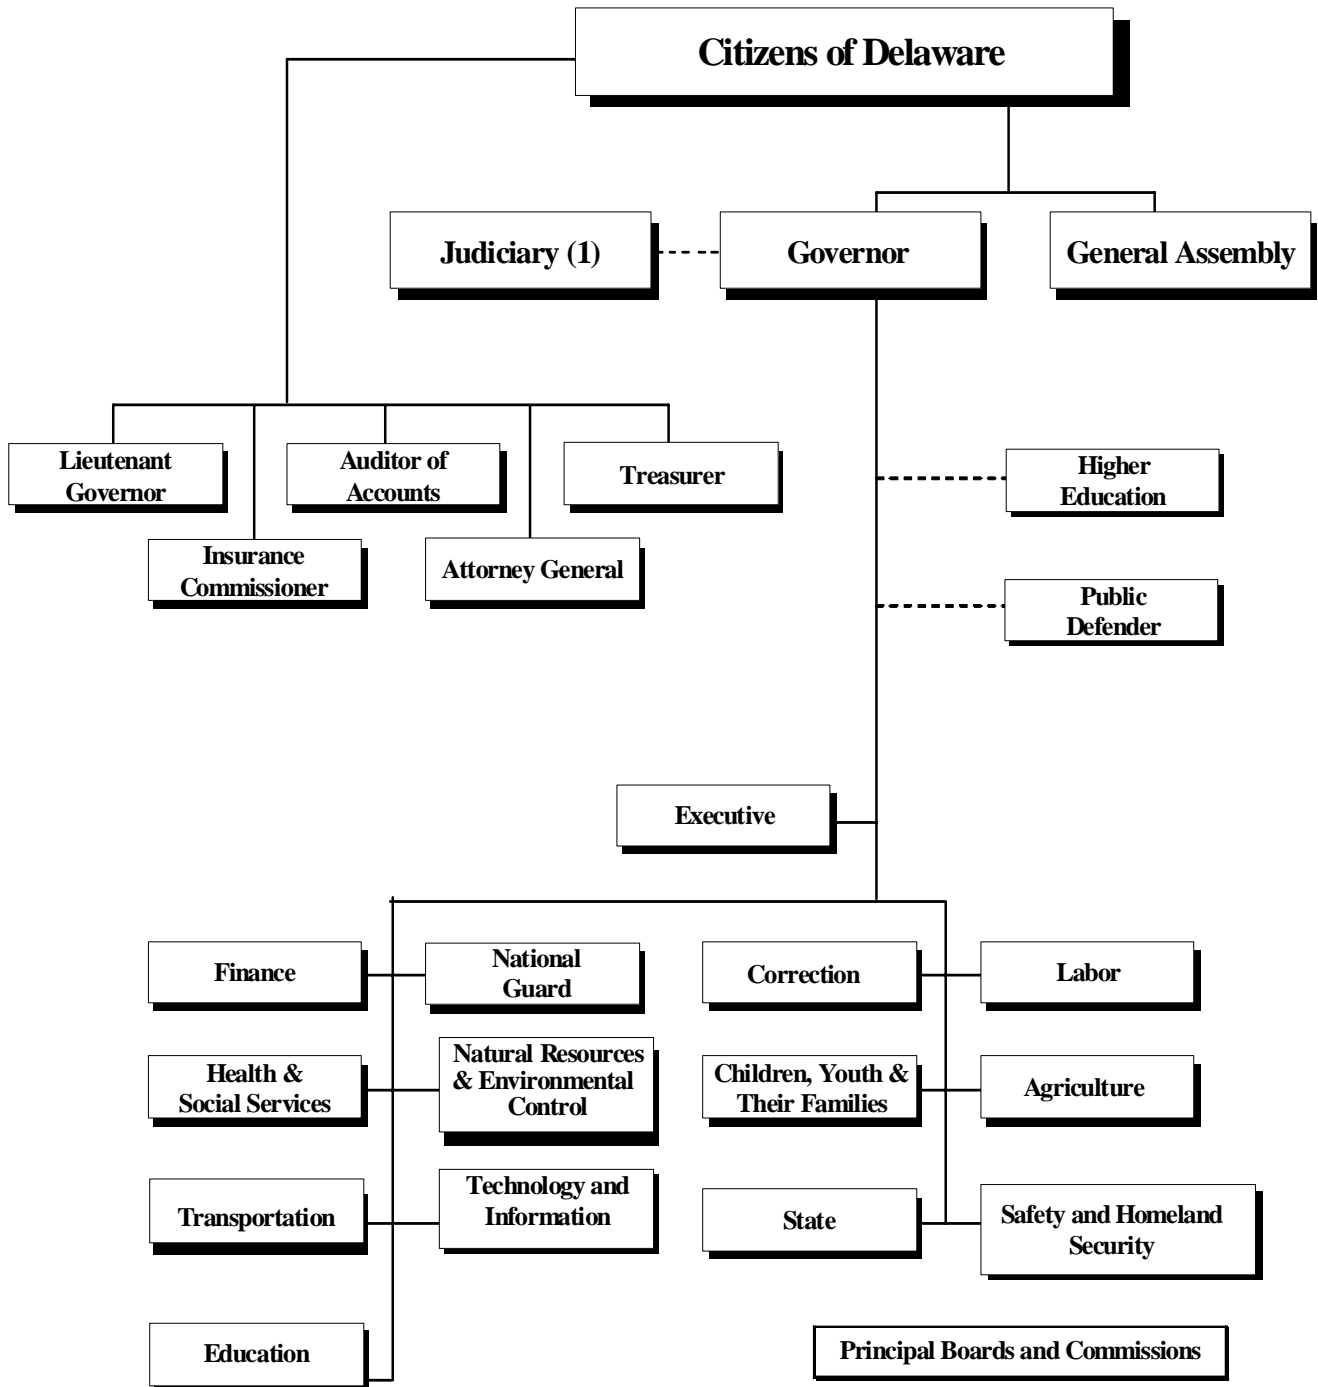 Citizens of Delaware
Judiciary (1)
Governor
General Assembly
Lieutenant
Governor
Auditor of
Accounts
Treasurer
Insurance
Commissioner
Attorney General
Higher
Education
Public
Defender
Executive
Finance
National
Guard
Correction
Labor
Health &
Social Services
Natural Resources
& Environmental
Control
Children, Youth &
Their Families
Agriculture
Transportation
Technology and
Information
State
Safety and Homeland
Security
Education
Principal Boards and Commissions